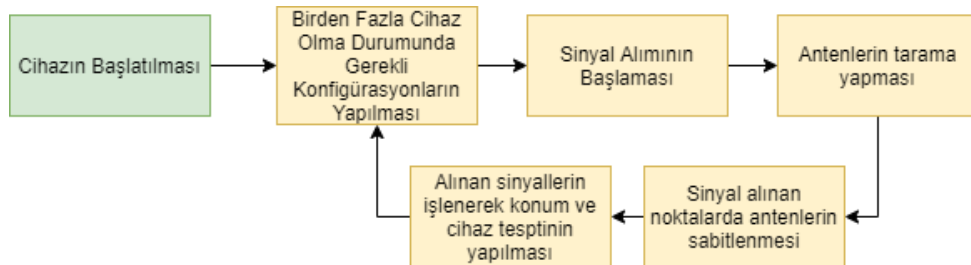 Cihazın Başlatılması
Birden Fazla Cihaz
Olma Durumunda
Gerekli
Konfigürasyonların
Yapılması
Sinyal Alımının
Başlaması
Antenlerin tarama
yapması
Alınan sinyallerin
işlenerek konum ve
cihaz tesptinin
yapılması
Sinyal alınan
noktalarda antenlerin
sabitlenmesi